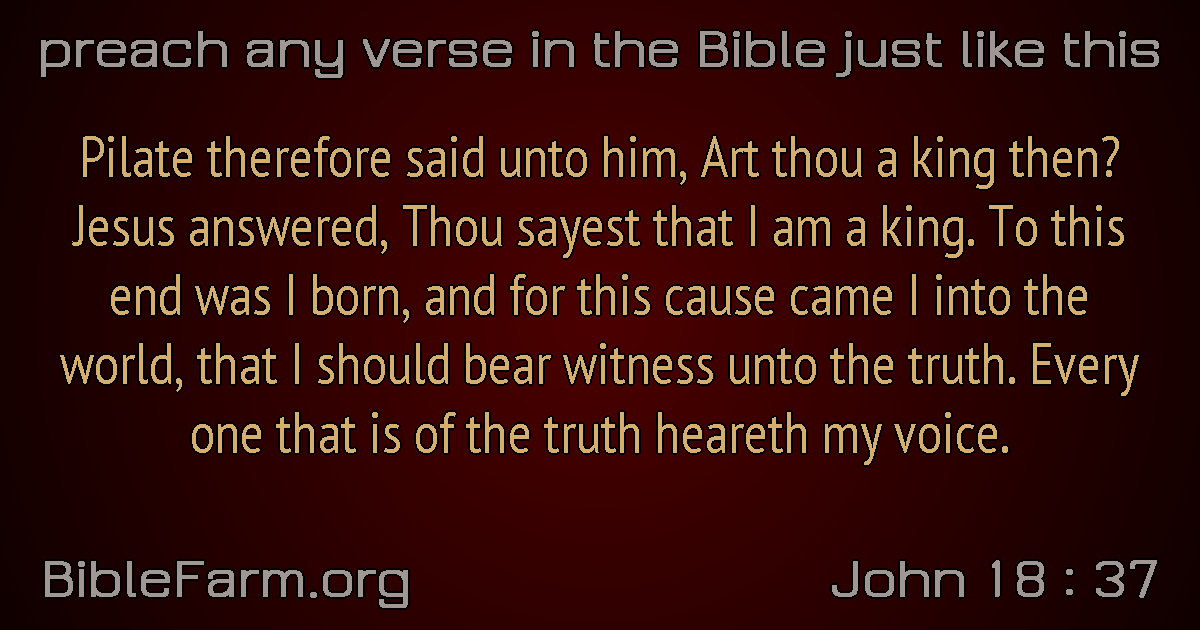 preach any verse in the Bible just like this
Pilate therefore said unto him, Art thou a king then?
Jesus answered, Thou sayest that I am a king. To this
end was I born, and for this cause came I into the
world, that I should bear witness unto the truth. Every
one that is of the truth heareth my voice.
BibleFarm.org
John 18 : 37